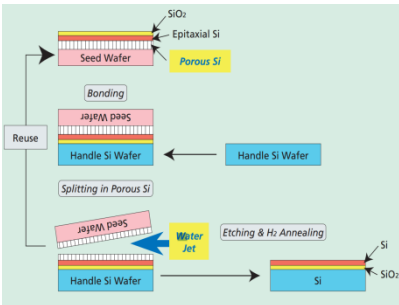 SiO2
Epitaxial Si
Seed Wafer
Porous Si
Bonding
Seed Wafer
Reuse
Handle Si Wafer
Handle Si Wafer
Splitting in Porous Si
Seed Wafer
Water
Jet
Etching & H2 Annealing
Si
SiO2
Handle Si Wafer
Si